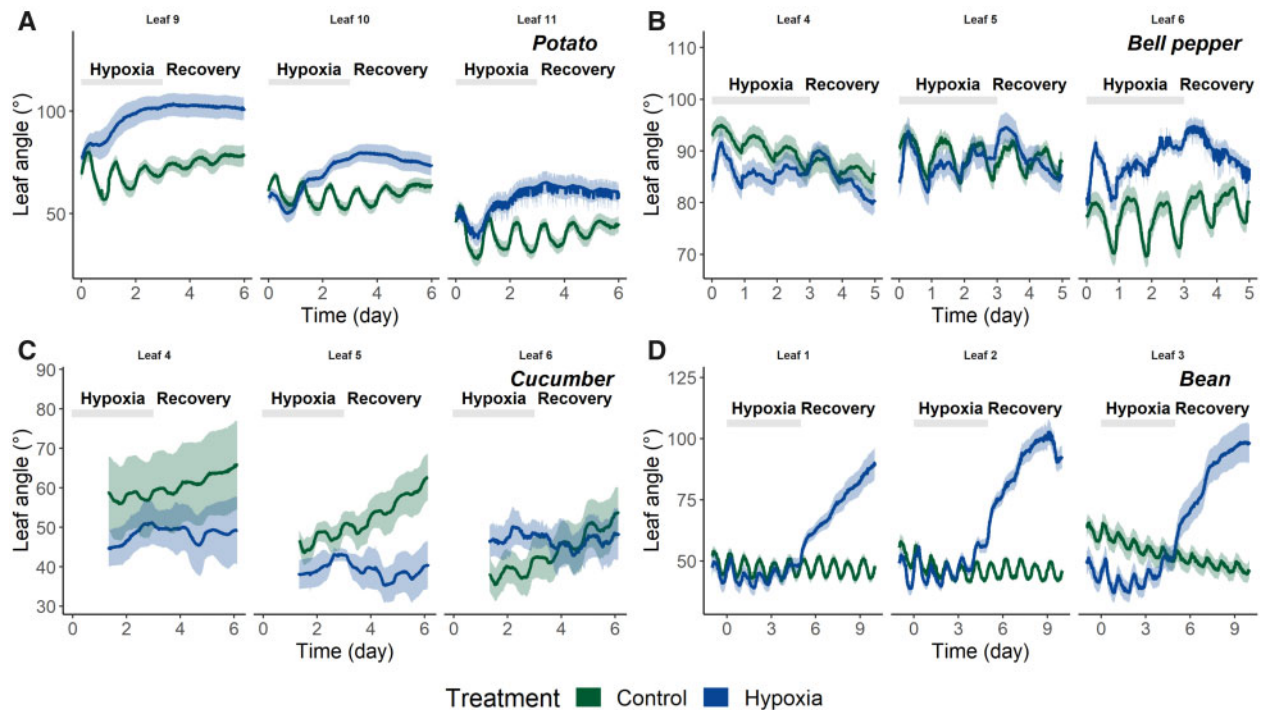 A
Leaf 9
Leaf 10
Leaf 11
Potato
Hypoxia Recovery
Hypoxia Recovery
Hypoxia Recovery
Leaf angle (°)
100
50
0 2 4 6
0 2 4 6
0 2 4 6
Time (day)
B
Leaf 4
Leaf 5
Leaf 6
Bell pepper
Hypoxia Recovery
Hypoxia Recovery
Hypoxia Recovery
Leaf angle (°)
110
100
90
80
70
0 1 2 3 4 5
0 1 2 3 4 5
0 1 2 3 4 5
Time (day)
C
Leaf 4
Leaf 5
Leaf 6
Cucumber
Hypoxia Recovery
Hypoxia Recovery
Hypoxia Recovery
Leaf angle (°)
90
80
70
60
50
40
30
0 2 4 6
0 2 4 6
0 2 4 6
Time (day)
D
Leaf 1
Leaf 2
Leaf 3
Bean
Hypoxia Recovery
Hypoxia Recovery
Hypoxia Recovery
Leaf angle (°)
125
100
75
50
0 3 6 9
0 3 6 9
0 3 6 9
Time (day)
Treatment Control Hypoxia